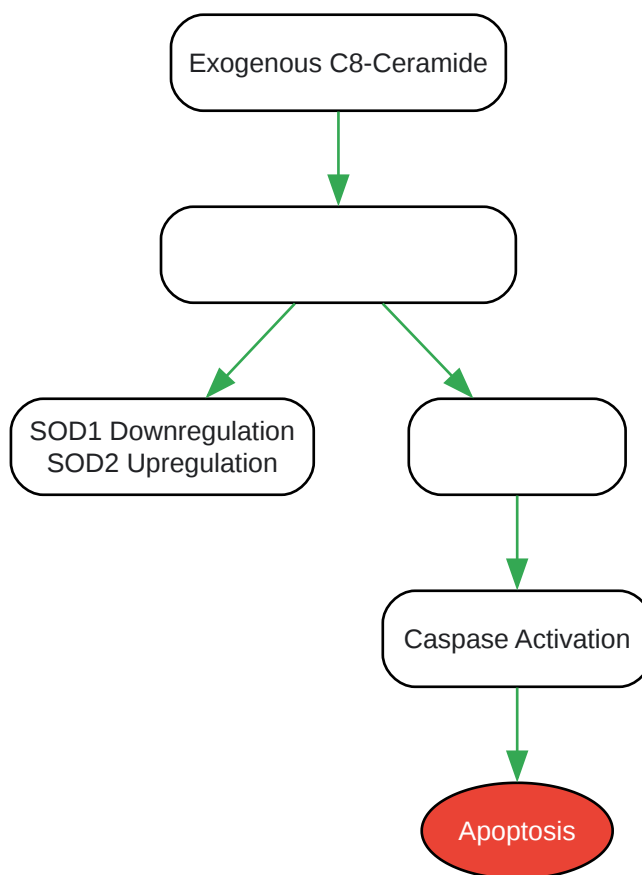 Exogenous C8-Ceramide
SOD1 Downregulation
SOD2 Upregulation
Caspase Activation
Apoptosis